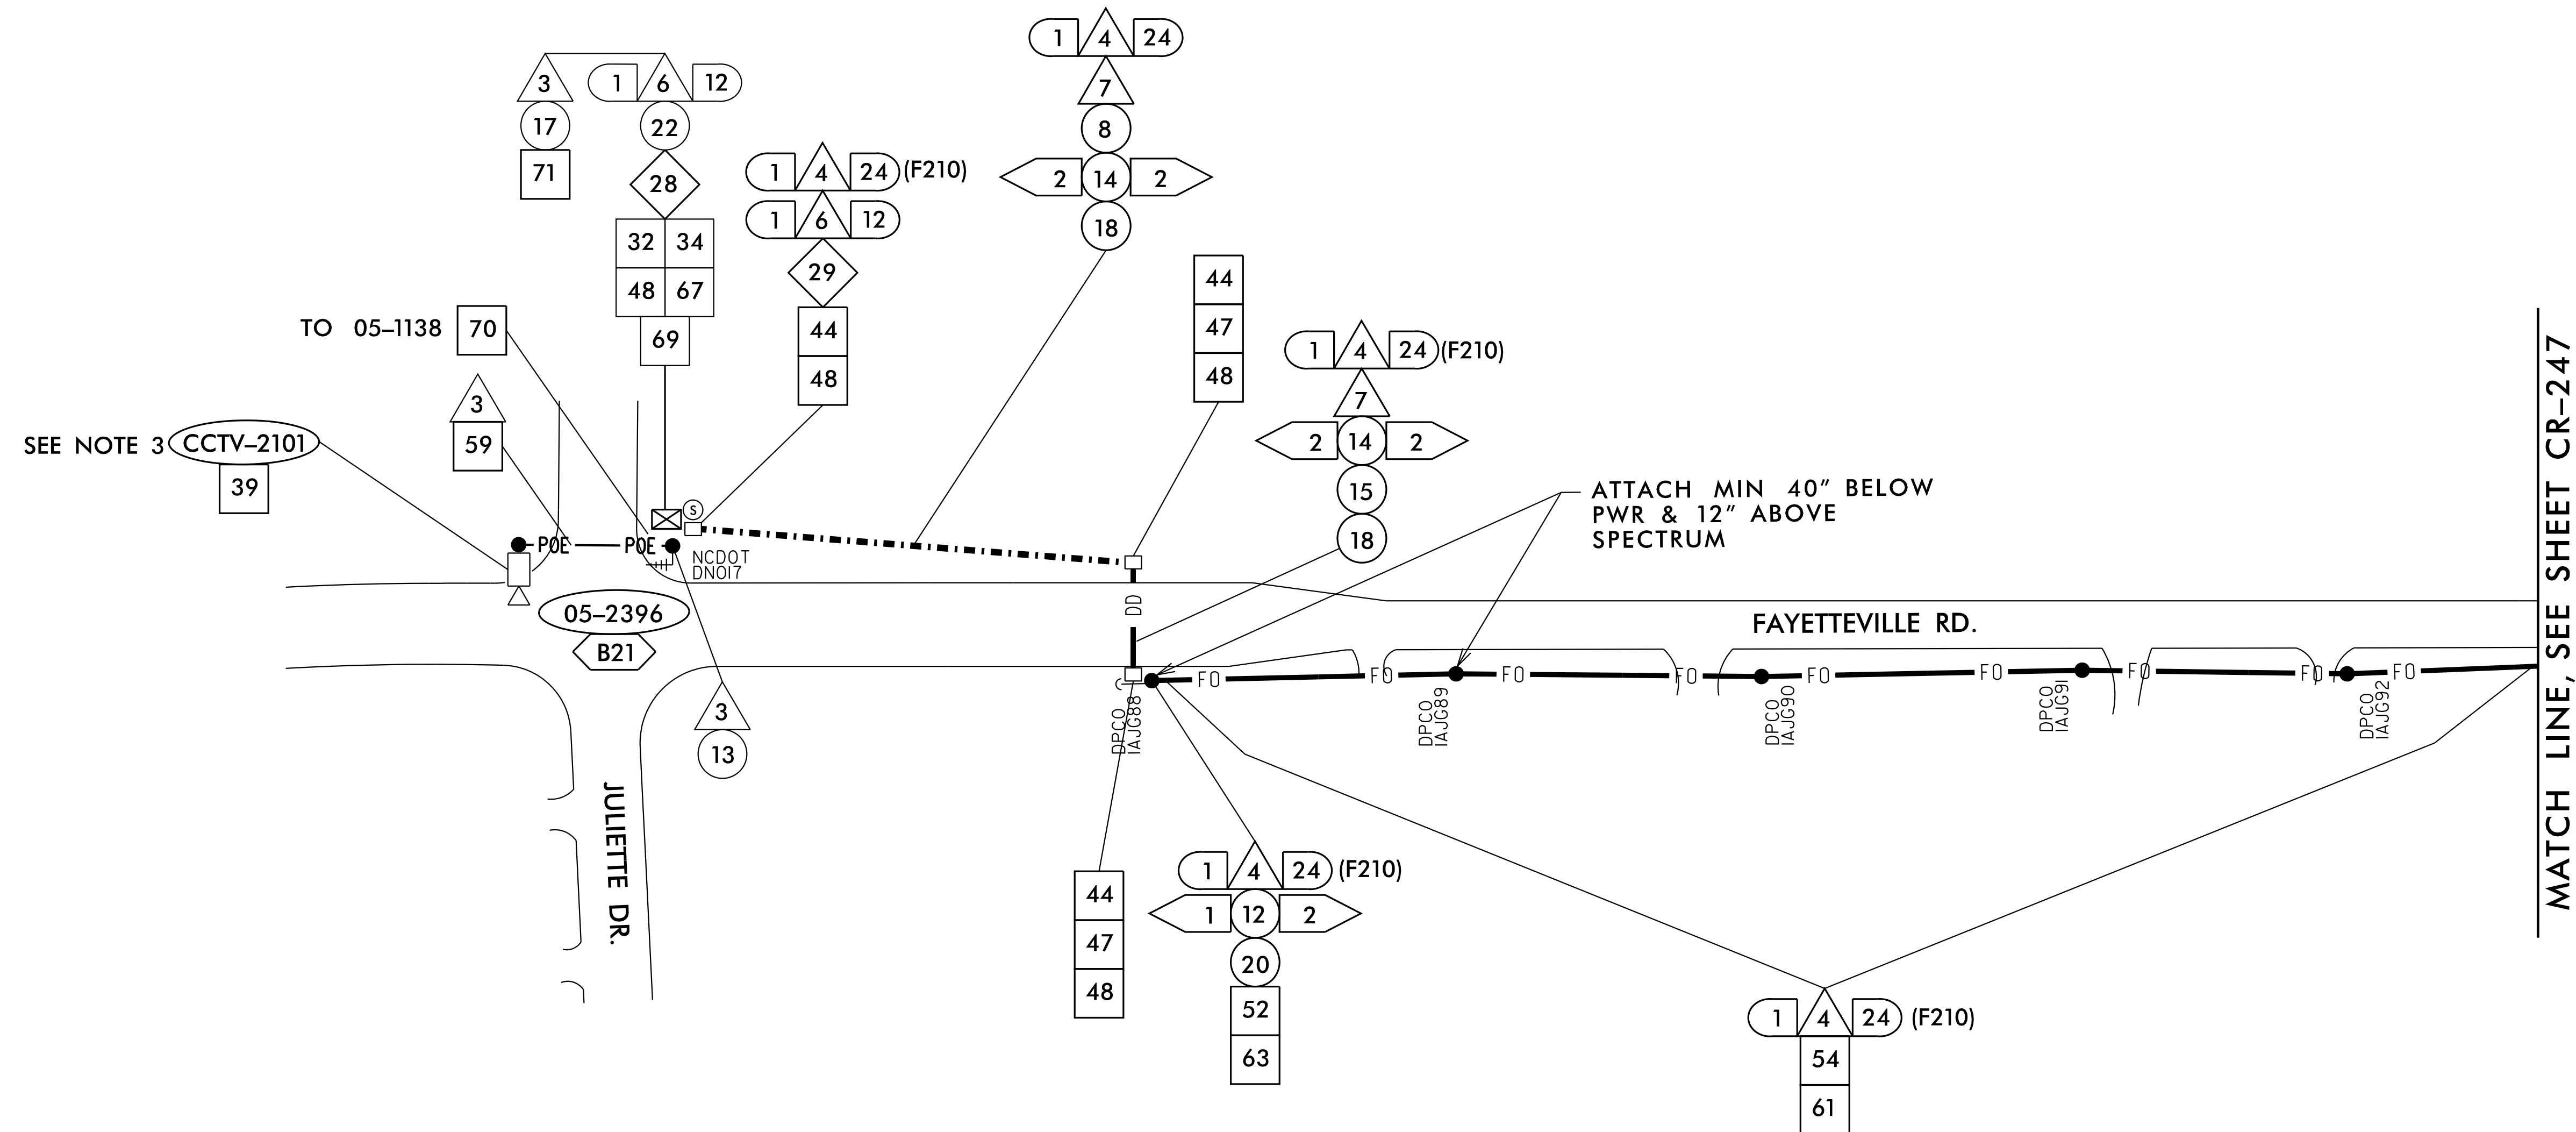 1 4 24
7
8
2 14 2
18
3
17
71
1 6 12
22
28
32 34
48 67
69
1 4 24 (F210)
1 6 12
29
44
48
44
47
48
TO 05-1138 70
3
59
SEE NOTE 3 CCTV-2101
39
1 4 24 (F210)
7
2 14 2
15
18
ATTACH MIN 40" BELOW
PWR & 12" ABOVE
SPECTRUM
MATCH LINE, SEE SHEET CR-247
S
POE POE
NCDOT
DN017
05-2396
B21
DD
FAYETTEVILLE RD.
FO FO FO FO FO FO FO FO FO
DPCO
IAJG88
DPCO
IAJG89
DPCO
IAJG90
DPCO
IAJG91
DPCO
IAJG92
3
13
JULIETTE DR.
44
47
48
1 4 24 (F210)
1 12 2
20
52
63
1 4 24 (F210)
54
61